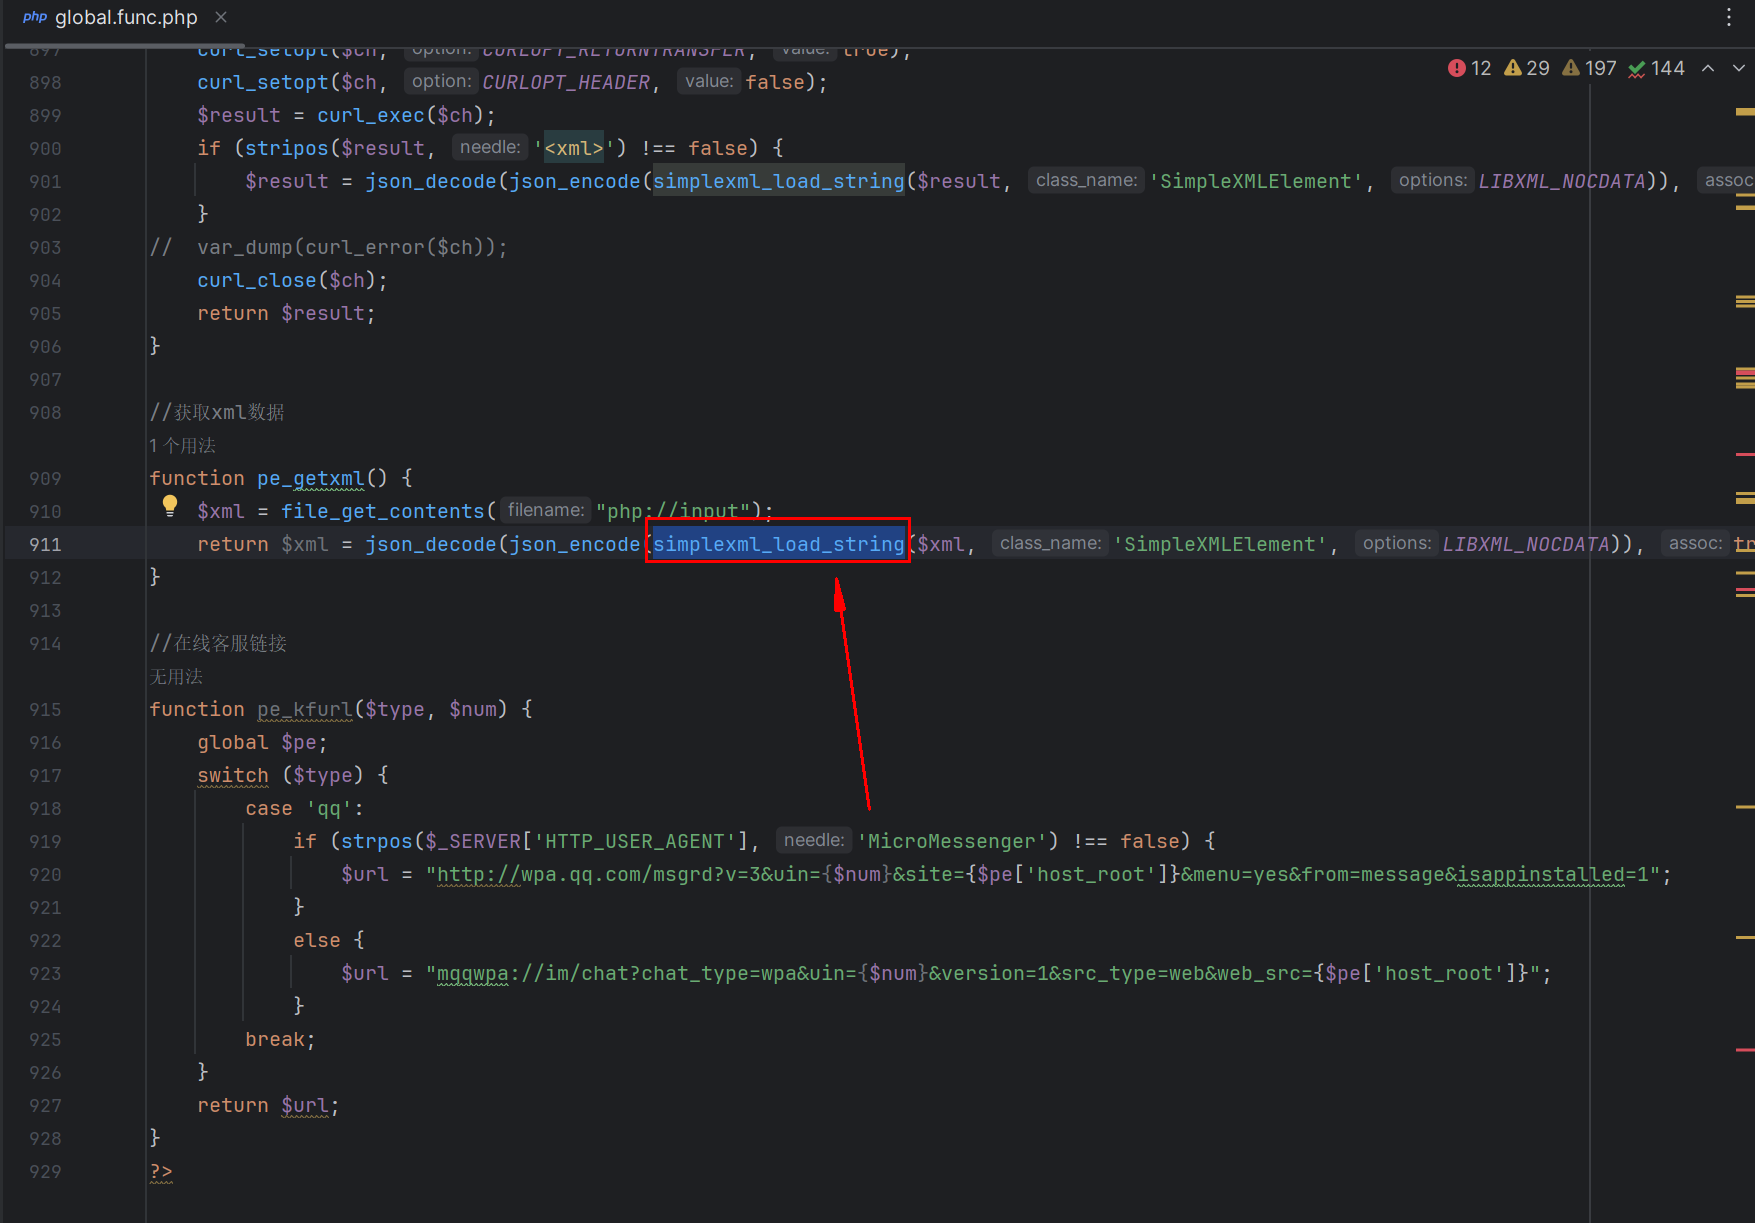 php global.func.php ×
12 29 197 144
897 curl_setopt($ch, option: CURLOPT_RETURNTRANSFER, value: true);
898 curl_setopt($ch, option: CURLOPT_HEADER, value: false);
899 $result = curl_exec($ch);
900 if (stripos($result, needle: '<xml>') !== false) {
901 $result = json_decode(json_encode(simplexml_load_string($result, class_name: 'SimpleXMLElement', options: LIBXML_NOCDATA)), assoc
902 }
903 // var_dump(curl_error($ch));
904 curl_close($ch);
905 return $result;
906 }
907
908 //获取xml数据
1 个用法
909 function pe_getxml() {
910 $xml = file_get_contents( filename: "php://input");
911 return $xml = json_decode(json_encode(simplexml_load_string($xml, class_name: 'SimpleXMLElement', options: LIBXML_NOCDATA)), assoc: tr
912 }
913
914 //在线客服链接
无用法
915 function pe_kfurl($type, $num) {
916 global $pe;
917 switch ($type) {
918 case 'qq':
919 if (strpos($_SERVER['HTTP_USER_AGENT'], needle: 'MicroMessenger') !== false) {
920 $url = "http://wpa.qq.com/msgrd?v=3&uin={$num}&site={$pe['host_root']}&menu=yes&from=message&isappinstalled=1";
921 }
922 else {
923 $url = "mqqwpa://im/chat?chat_type=wpa&uin={$num}&version=1&src_type=web&web_src={$pe['host_root']}";
924 }
925 break;
926 }
927 return $url;
928 }
929 ?>